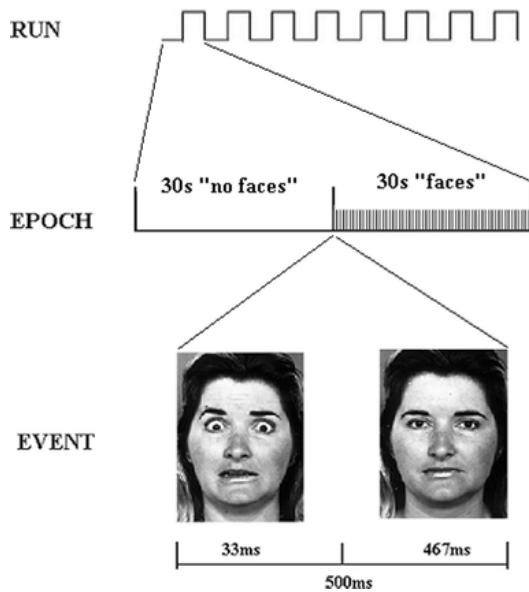 RUN
30s "no faces"
30s "faces"
EPOCH
EVENT
33ms
467ms
500ms